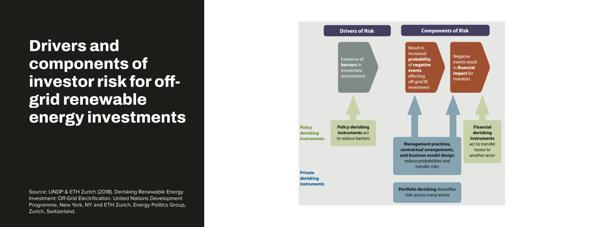 Drivers and
components of
investor risk for off-
grid renewable
energy investments
Source: UNDP & ETH Zurich (2018). Derisking Renewable Energy
Investment: Off-Grid Electrification. United Nations Development
Programme, New York, NY and ETH Zurich, Energy Politics Group,
Zurich, Switzerland.
Drivers of Risk
Components of Risk
Existence of
barriers in
investment
environment
Result in
increased
probability
of negative
events
affecting
off-grid RE
investment
Negative
events result
in financial
impact for
investors
Policy
derisking
instruments
Policy derisking
instruments act
to reduce barriers
Management practices,
contractual arrangements,
and business model design
reduce probabilities and
transfer risks
Financial
derisking
instruments
act to transfer
losses to
another actor
Private
derisking
instruments
Portfolio derisking diversifies
risks across many assets